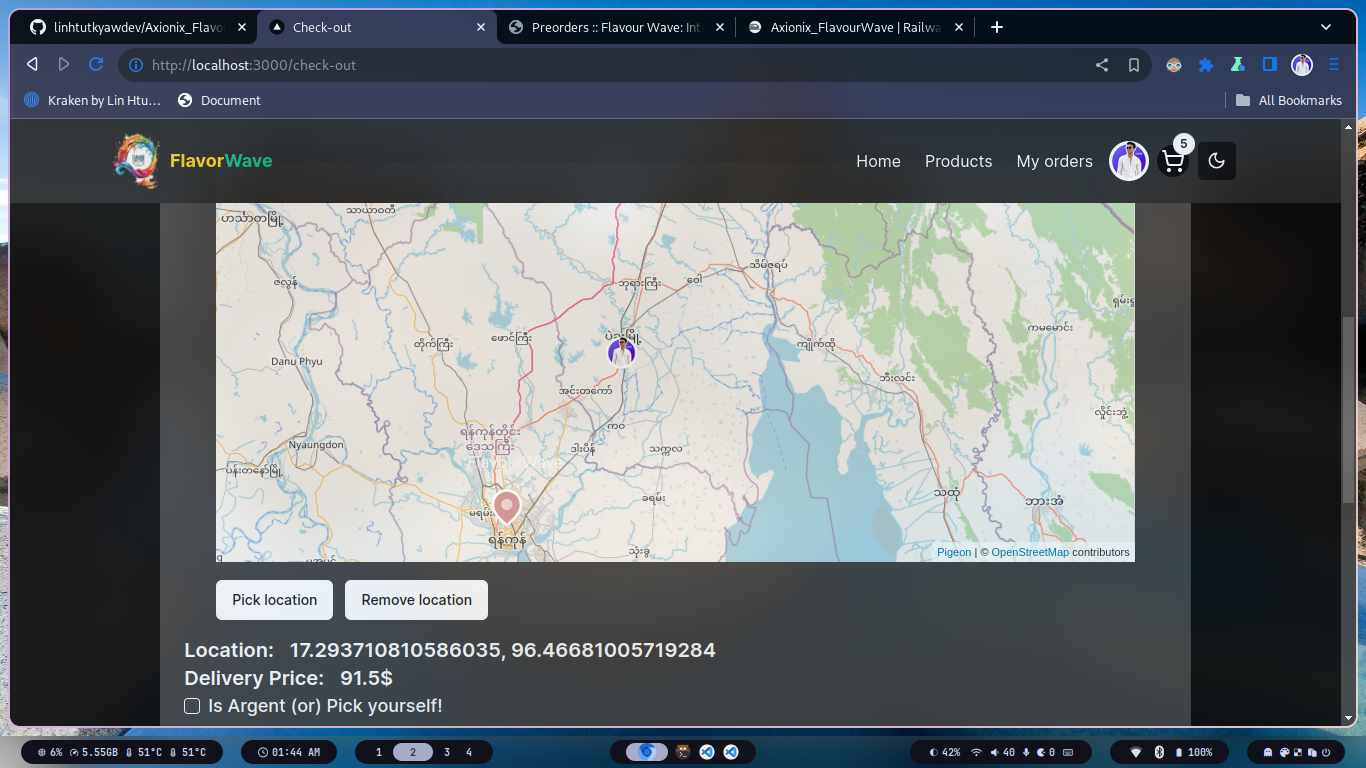 linhtutkyawdev/Axionix_Flavo
Check-out
Preorders :: Flavour Wave: Int
Axionix_FlavourWave | Railwa
http://localhost:3000/check-out
Kraken by Lin Htu...
Document
All Bookmarks
FlavorWave
Home
Products
My orders
5
ဟင်္သာတမြို့
သာယာဝတီ
ဇလွန်
ဘုရားကြီး
ဝေါ
သိမ်ဇရပ်
တိုက်ကြီး
ဖောင်ကြီး
ကျိုက်ထို
ကမမောင်း
Danu Phyu
ဘီးလင်း
အင်းတကော်
လှိုင်းဘွဲ
ကဝ
ရန်ကုန်တိုင်း
ဒေသကြီး
Nyaungdon
ဒါးပိန်
သက္ကလ
FlavourWave
ပန်းတနော်မြို့
ခရမ်း
သထုံ
ဘားအံ
ရန်ကုန်
သုံးခွ
Pigeon | © OpenStreetMap contributors
Pick location
Remove location
Location: 17.293710810586035, 96.46681005719284
Delivery Price: 91.5$
Is Argent (or) Pick yourself!
6% 5.55GB 51°C 51°C
01:44 AM
1 2 3 4
42% 40 0
100%